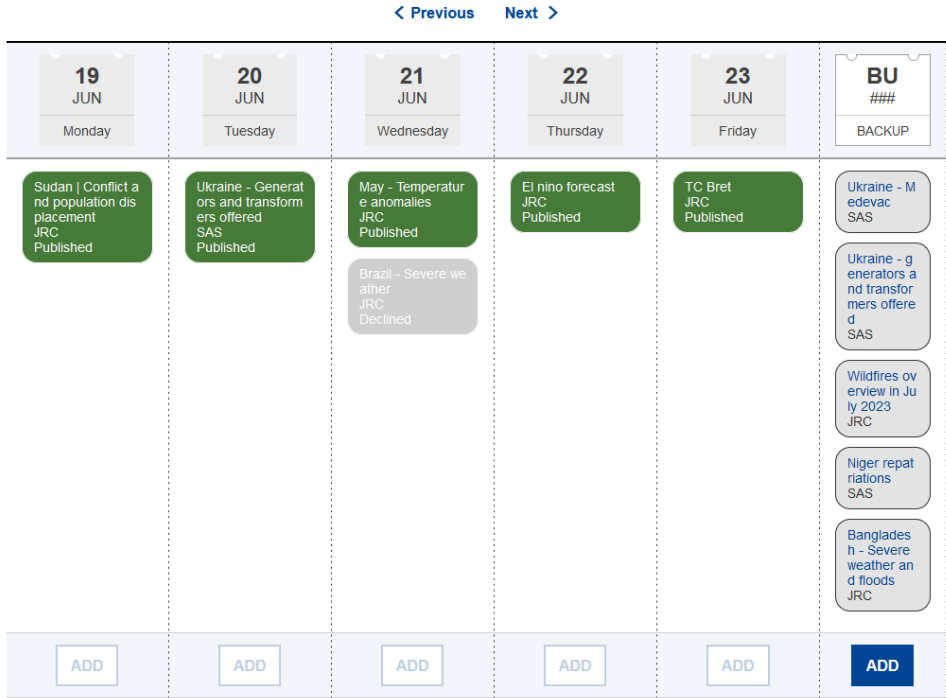 Previous Next
19
JUN
Monday
20
JUN
Tuesday
21
JUN
Wednesday
22
JUN
Thursday
23
JUN
Friday
BU
###
BACKUP
Sudan | Conflict a
nd population dis
placement
JRC
Published
Ukraine - Generat
ors and transform
ers offered
SAS
Published
May - Temperatur
e anomalies
JRC
Published
Brazil - Severe we
ather
JRC
Declined
El nino forecast
JRC
Published
TC Bret
JRC
Published
Ukraine - M
edevac
SAS
Ukraine - g
enerators a
nd transfor
mers offere
d
SAS
Wildfires ov
erview in Ju
ly 2023
JRC
Niger repat
riations
SAS
Banglades
h - Severe
weather an
d floods
JRC
ADD
ADD
ADD
ADD
ADD
ADD